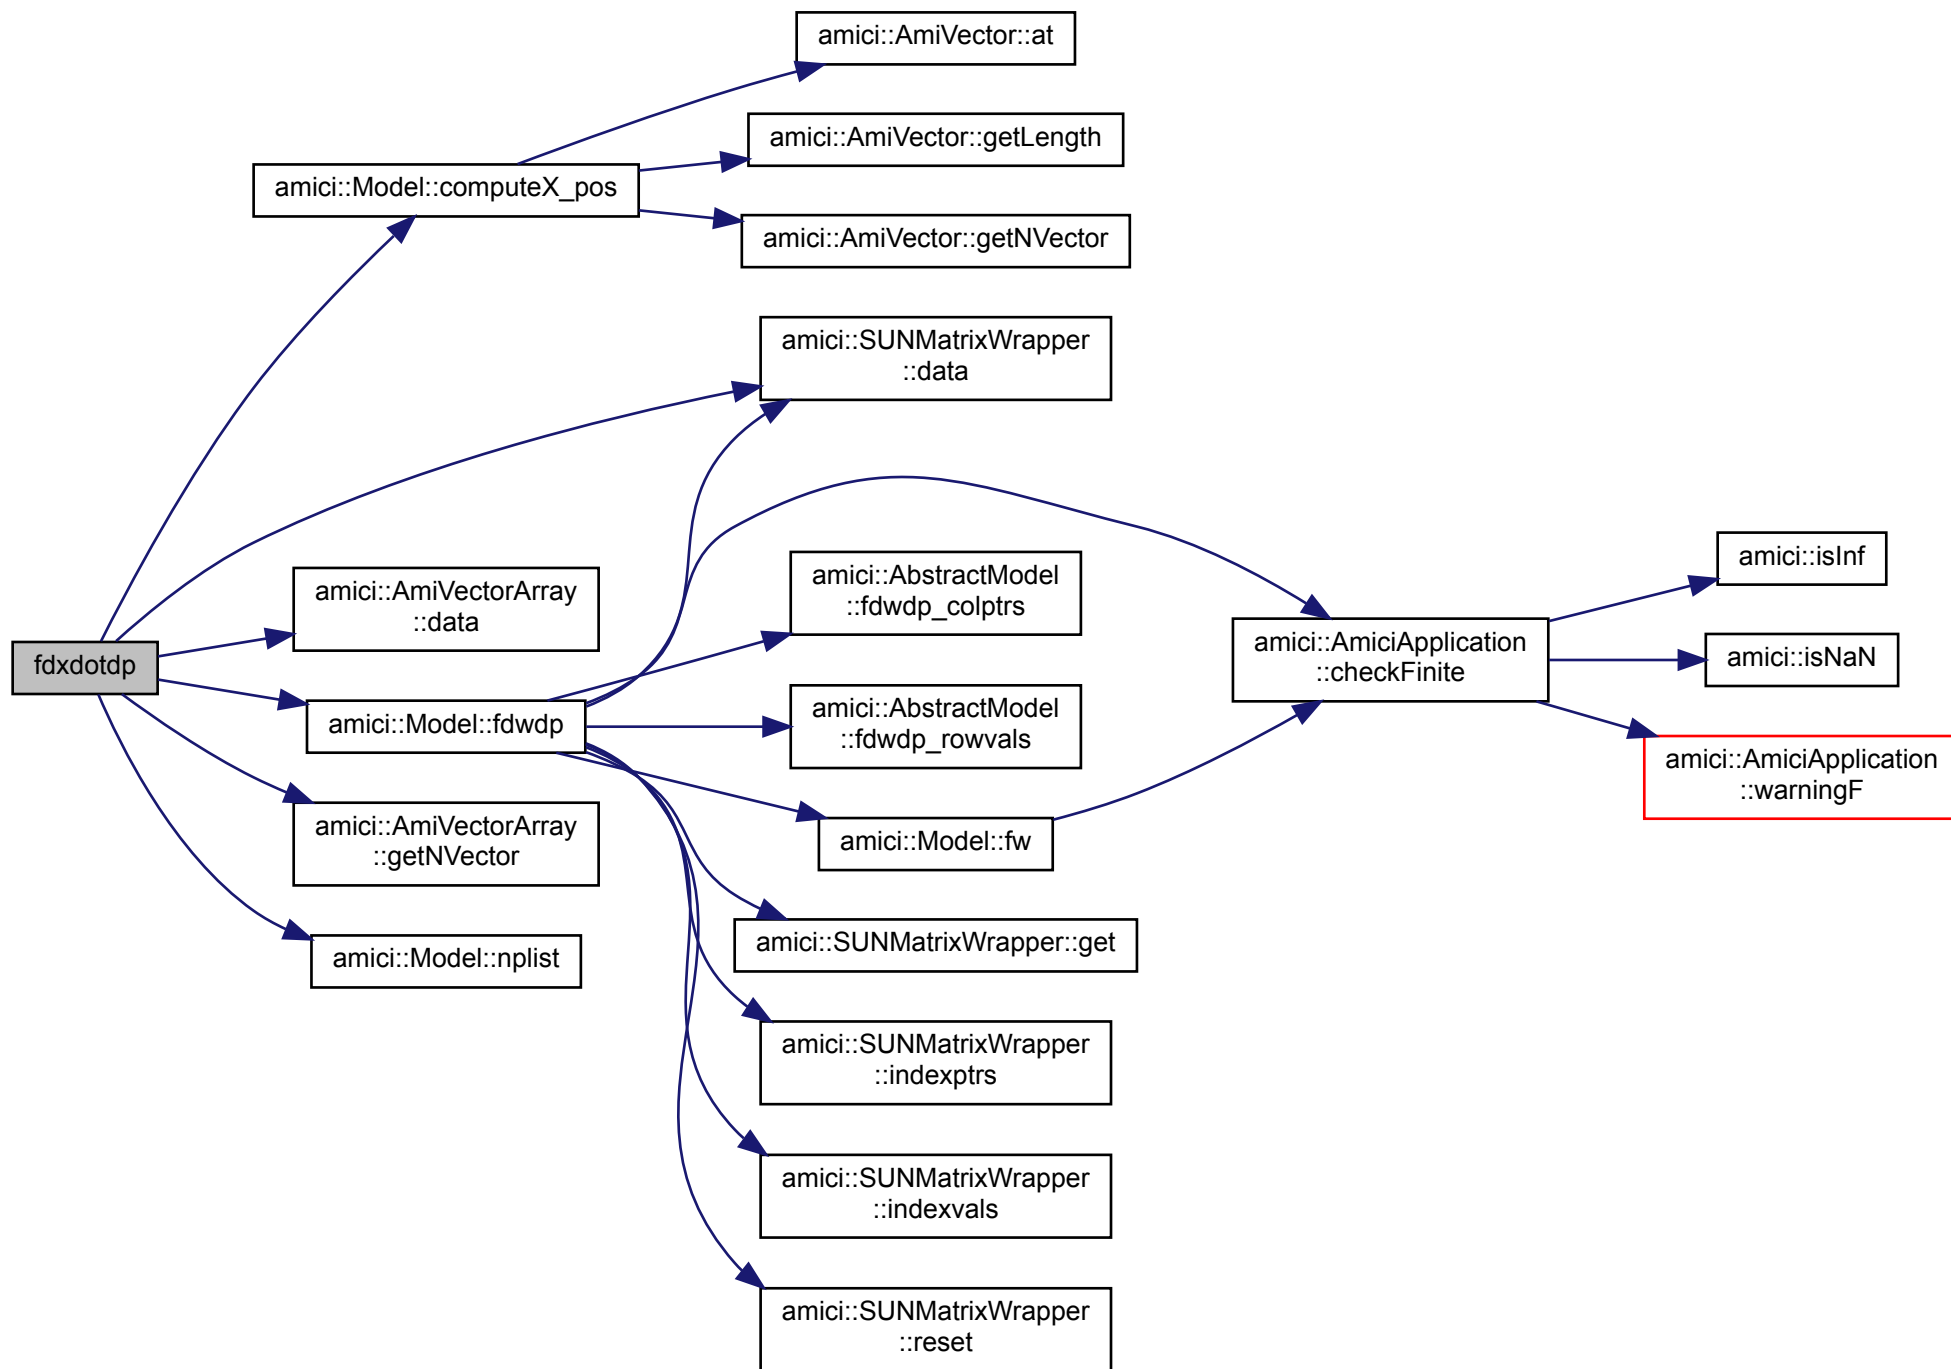 amici::AmiVector::at
amici::AmiVector::getLength
amici::Model::computeX_pos
amici::AmiVector::getNVector
amici::SUNMatrixWrapper
::data
amici::AbstractModel
::fdwdp_colptrs
amici::isInf
amici::AmiVectorArray
::data
amici::AmiciApplication
::checkFinite
amici::isNaN
fdxdotdp
amici::Model::fdwdp
amici::AbstractModel
::fdwdp_rowvals
amici::AmiciApplication
::warningF
amici::AmiVectorArray
::getNVector
amici::Model::fw
amici::SUNMatrixWrapper::get
amici::Model::nplist
amici::SUNMatrixWrapper
::indexptrs
amici::SUNMatrixWrapper
::indexvals
amici::SUNMatrixWrapper
::reset